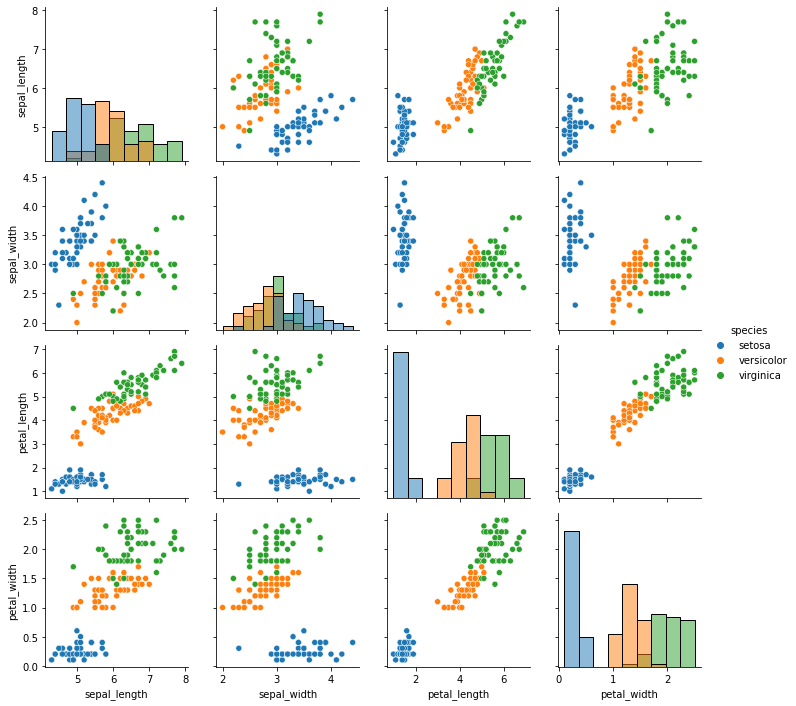 sepal_length
8
7
6
5
sepal_width
4.5
4.0
3.5
3.0
2.5
2.0
species
setosa
versicolor
virginica
petal_length
7
6
5
4
3
2
1
petal_width
2.5
2.0
1.5
1.0
0.5
0.0
5 6 7 8
2 3 4
2 4 6
0 1 2
sepal_length sepal_width petal_length petal_width